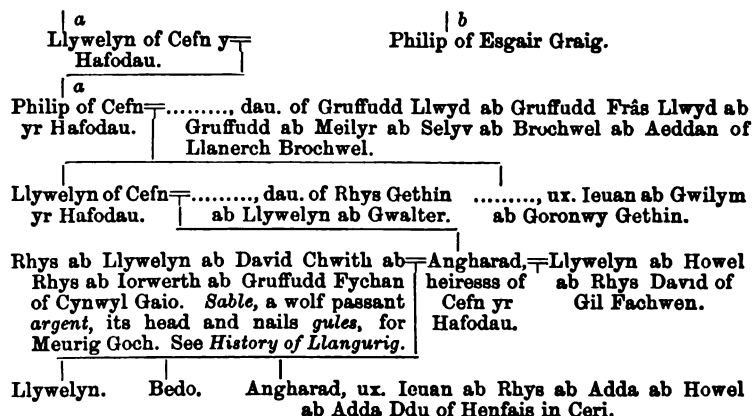 a b
Llywelyn of Cefn y Philip of Esgair Graig.
Hafodau.
a
Philip of Cefn ........., dau. of Gruffudd Llwyd ab Gruffudd Frâs Llwyd ab
yr Hafodau. Gruffudd ab Meilyr ab Selyv ab Brochwel ab Aeddan of
Llanerch Brochwel.
Llywelyn of Cefn ........., dau. of Rhys Gethin ........., ux. Ieuan ab Gwilym
yr Hafodau. ab Llywelyn ab Gwalter. ab Goronwy Gethin.
Rhys ab Llywelyn ab David Chwith ab Angharad, Llywelyn ab Howel
Rhys ab Iorwerth ab Gruffudd Fychan heiresss of ab Rhys David of
of Cynwyl Gaio. Sable, a wolf passant Cefn yr Gil Fachwen.
argent, its head and nails gules, for Hafodau.
Meurig Goch. See History of Llangurig.
Llywelyn. Bedo. Angharad, ux. Ieuan ab Rhys ab Adda ab Howel
ab Adda Ddu of Henfais in Ceri.